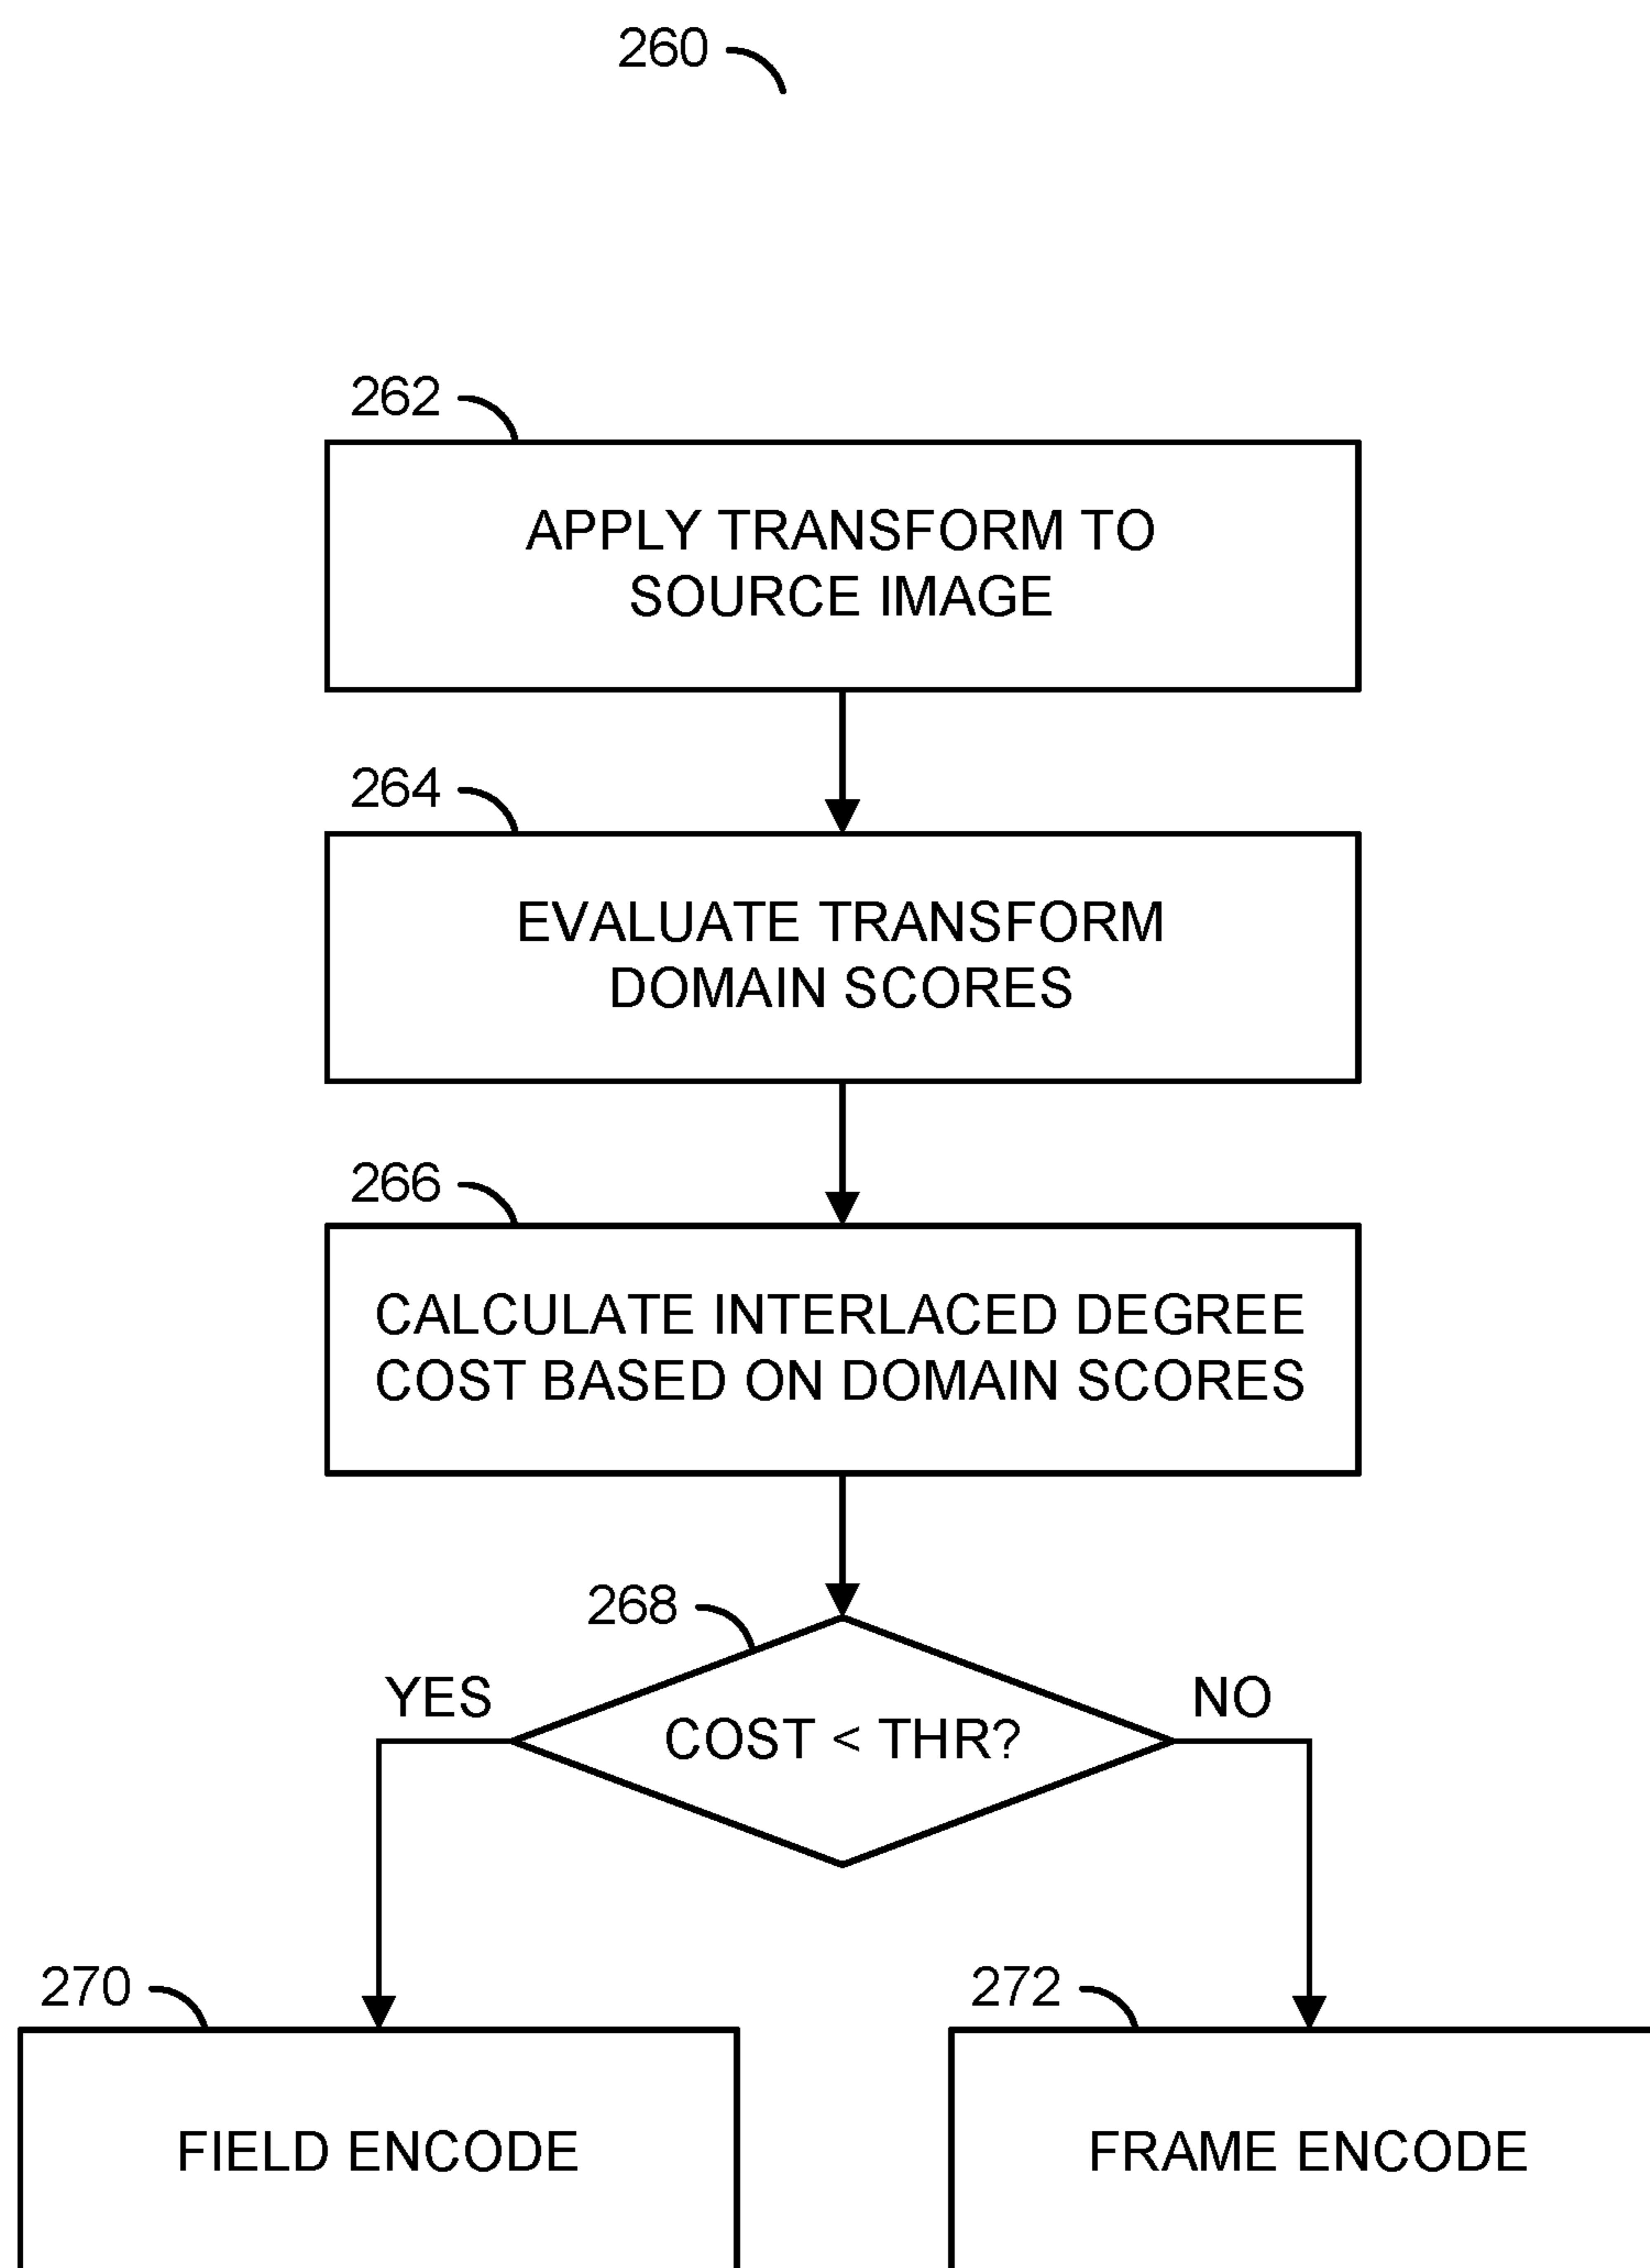 260
262
APPLY TRANSFORM TO
SOURCE IMAGE
264
EVALUATE TRANSFORM
DOMAIN SCORES
266
CALCULATE INTERLACED DEGREE
COST BASED ON DOMAIN SCORES
268
YES
NO
COST < THR?
270
272
FIELD ENCODE
FRAME ENCODE